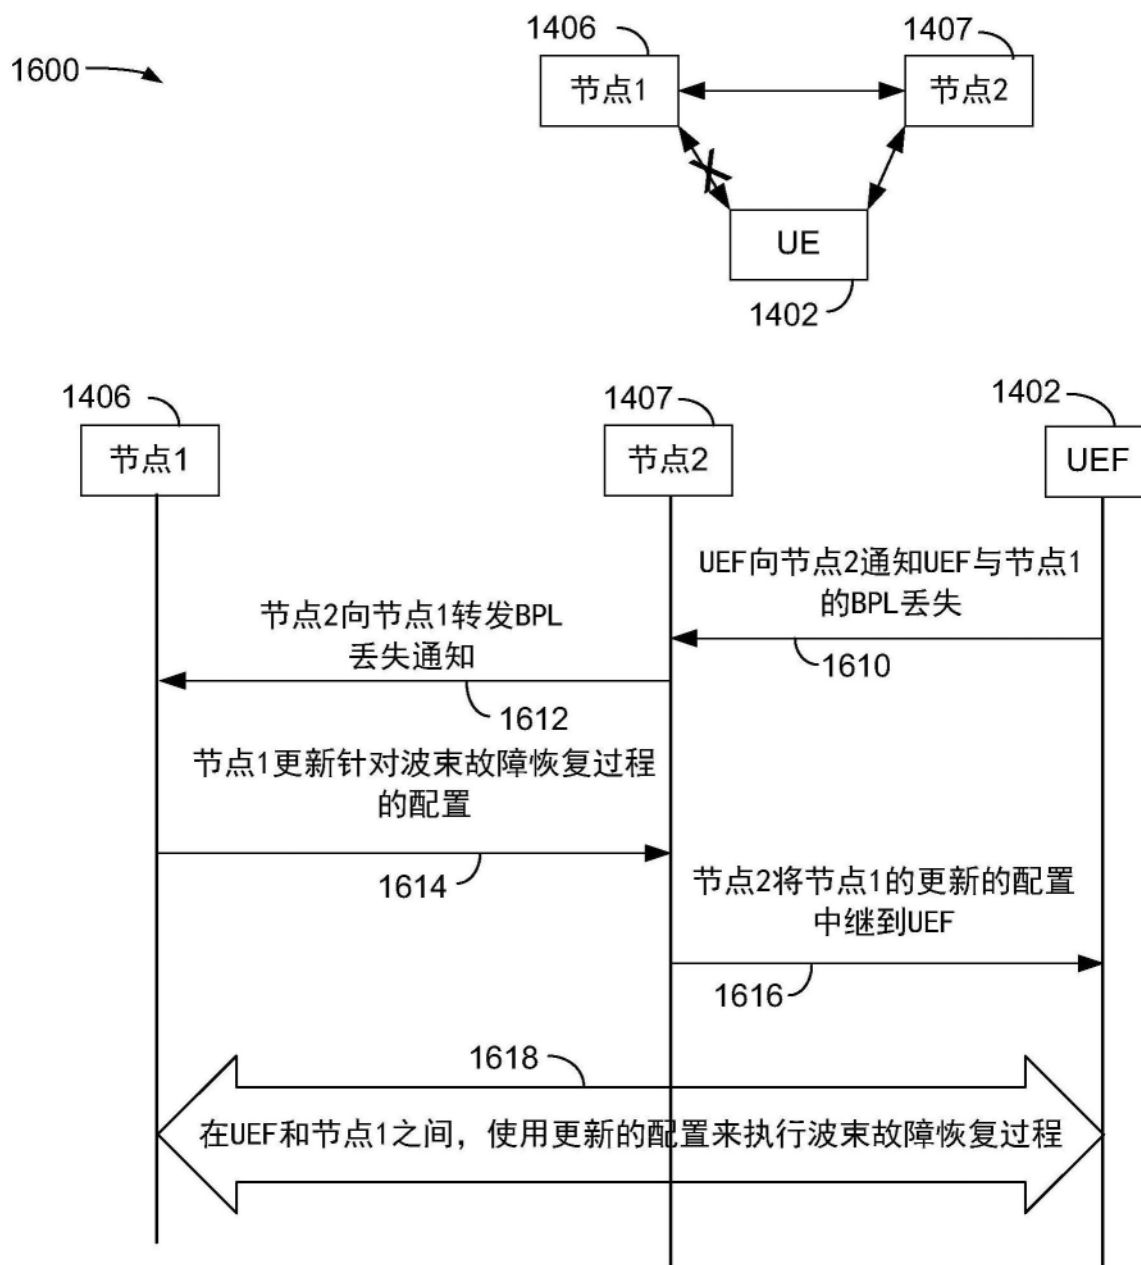 1600
1406
1407
节点1
节点2
UE
1402
1406
1407
1402
节点1
节点2
UEF
UEF向节点2通知UEF与节点1
的BPL丢失
1610
节点2向节点1转发BPL
丢失通知
1612
节点1更新针对波束故障恢复过程
的配置
1614
节点2将节点1的更新的配置
中继到UEF
1616
1618
在UEF和节点1之间，使用更新的配置来执行波束故障恢复过程